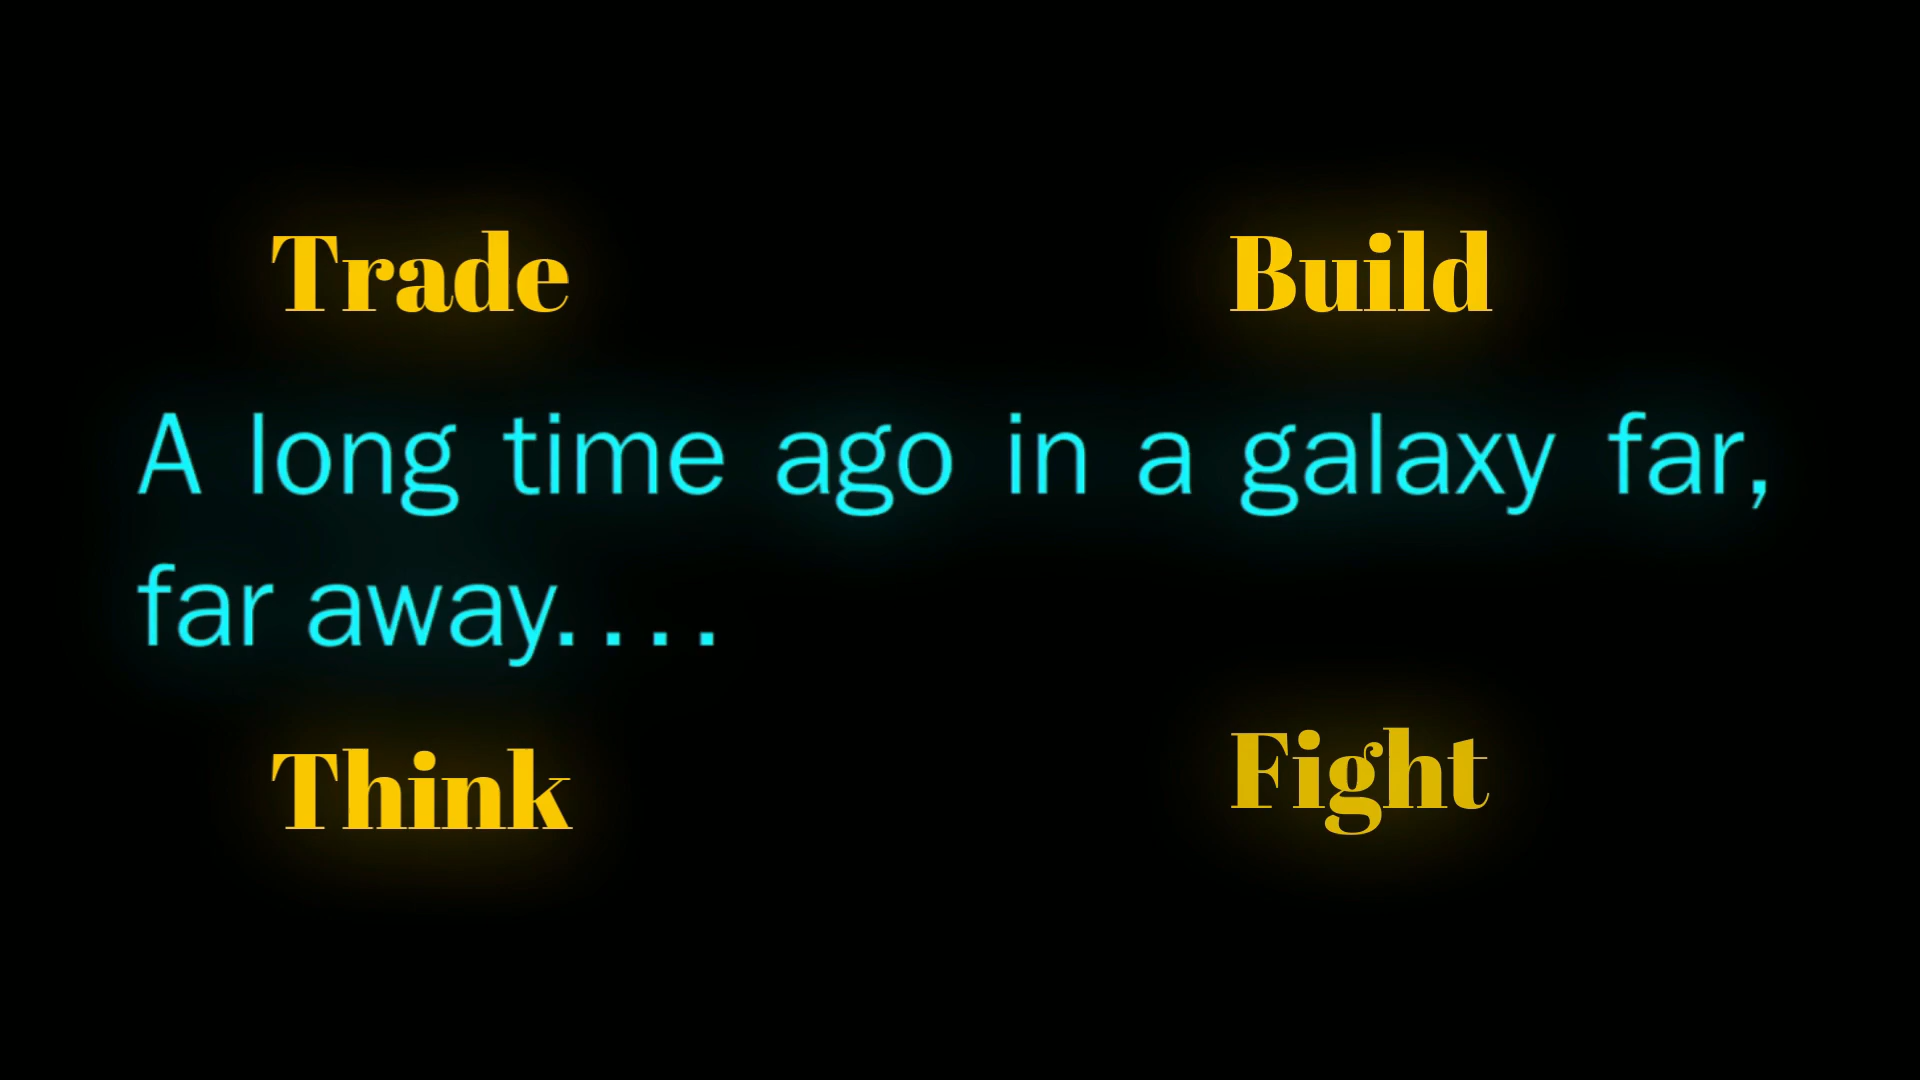 Trade
Build
A long time ago in a galaxy far,
far away....
Think
Fight